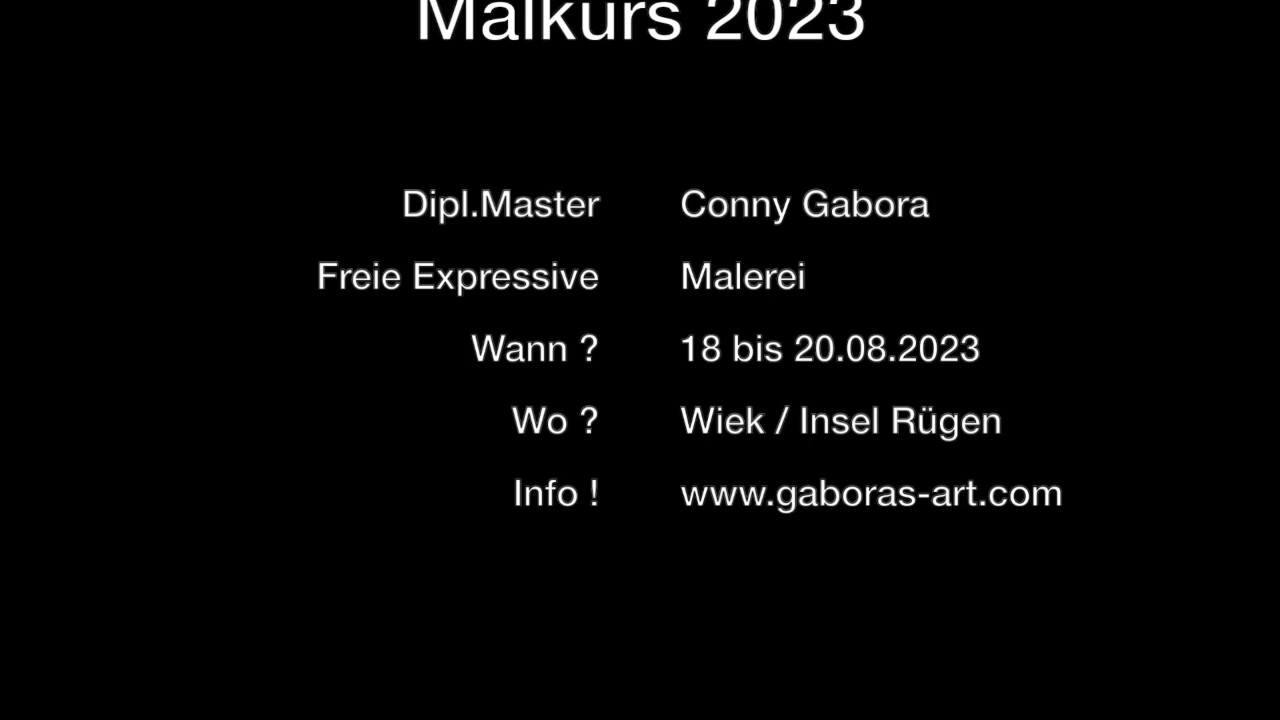 Malkurs 2023
Dipl.Master Conny Gabora
Freie Expressive Malerei
Wann ? 18 bis 20.08.2023
Wo ? Wiek / Insel Rügen
Info ! www.gaboras-art.com